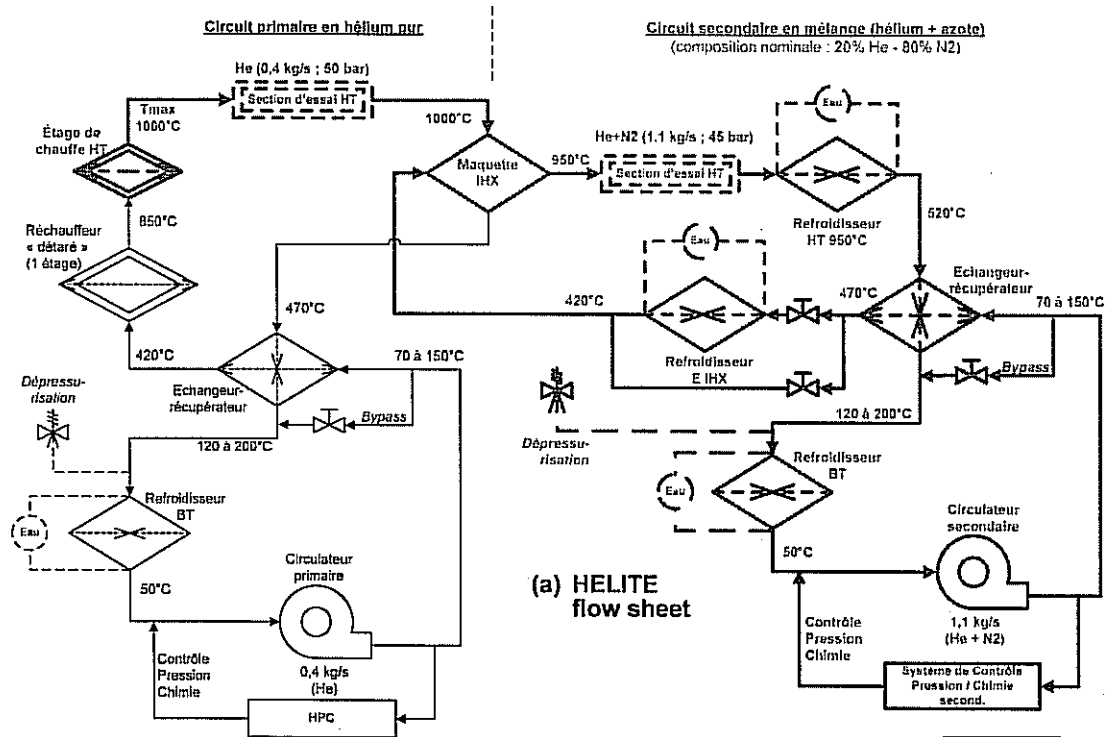 Circuit primaire en hélium pur
Circuit secondaire en mélange (hélium + azote)
(composition nominale : 20% He - 80% N2)
He (0,4 kg/s ; 50 bar)
Section d'essai HT
Tmax
1000°C
1000°C
Étage de
chauffe HT
Maquette
IHX
950°C
He+N2 (1,1 kg/s ; 45 bar)
Section d'essai HT
Eau
Refroidisseur
HT 950°C
520°C
850°C
Réchauffeur
« détaré »
(1 étage)
Eau
420°C
470°C
Echangeur-
récupérateur
70 à 150°C
Refroidisseur
E IHX
Bypass
470°C
420°C
70 à 150°C
Echangeur-
récupérateur
Bypass
Dépressu-
risation
120 à 200°C
120 à 200°C
Dépressu-
risation
Refroidisseur
BT
Eau
Refroidisseur
BT
Eau
Circulateur
primaire
Circulateur
secondaire
50°C
50°C
(a) HELITE
flow sheet
Contrôle
Pression
Chimie
0,4 kg/s
(He)
HPC
Contrôle
Pression
Chimie
1,1 kg/s
(He + N2)
Système de Contrôle
Pression / Chimie
second.